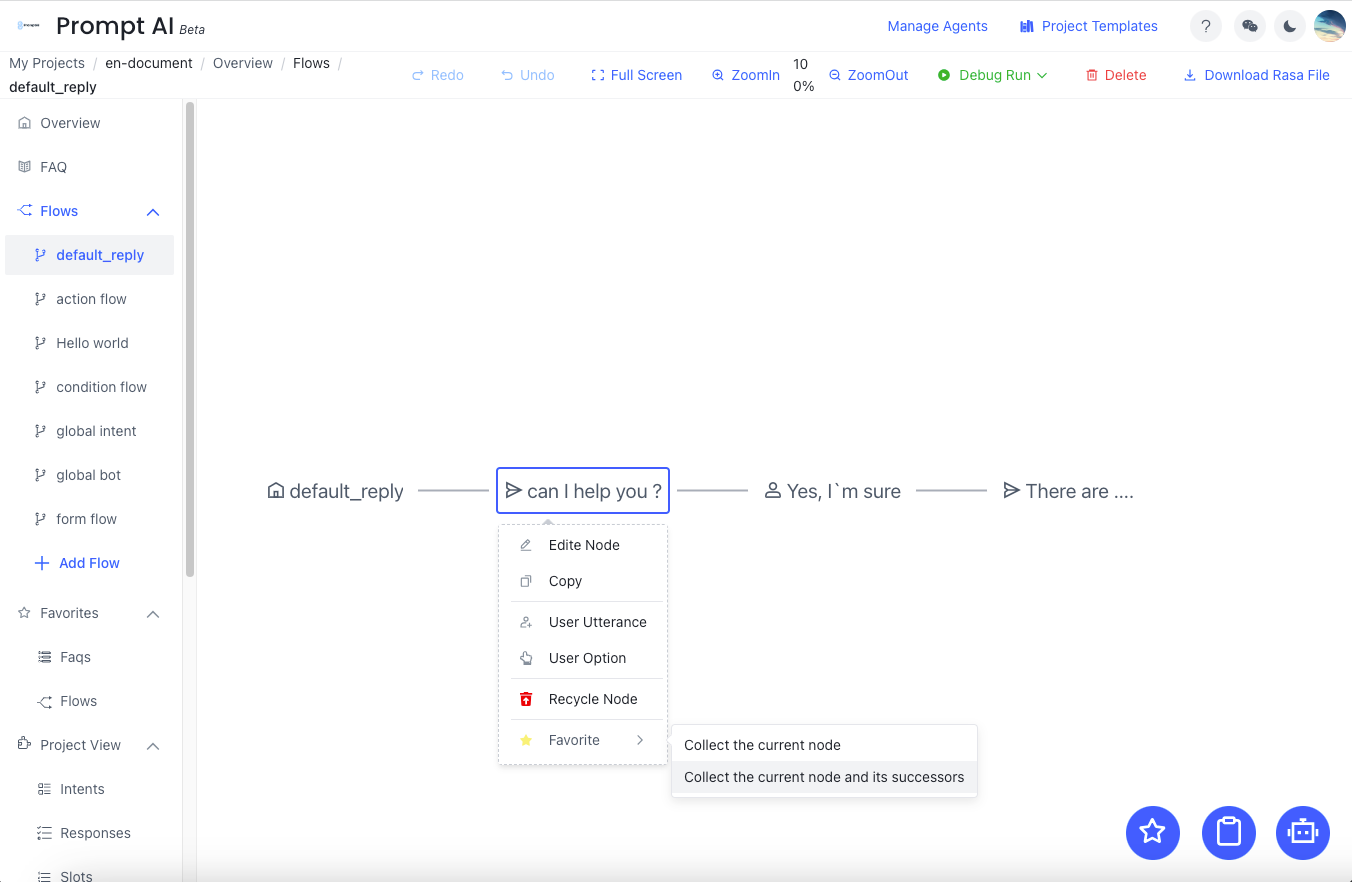 Prompt AI Beta
Manage Agents
Project Templates
?
My Projects / en-document / Overview / Flows /
default_reply
Redo
Undo
Full Screen
ZoomIn
10
0%
ZoomOut
Debug Run
Delete
Download Rasa File
Overview
FAQ
Flows
default_reply
action flow
Hello world
condition flow
global intent
global bot
form flow
Add Flow
Favorites
Faqs
Flows
Project View
Intents
Responses
Slots
default_reply
can I help you ?
Yes, I`m sure
There are ....
Edite Node
Copy
User Utterance
User Option
Recycle Node
Favorite
Collect the current node
Collect the current node and its successors